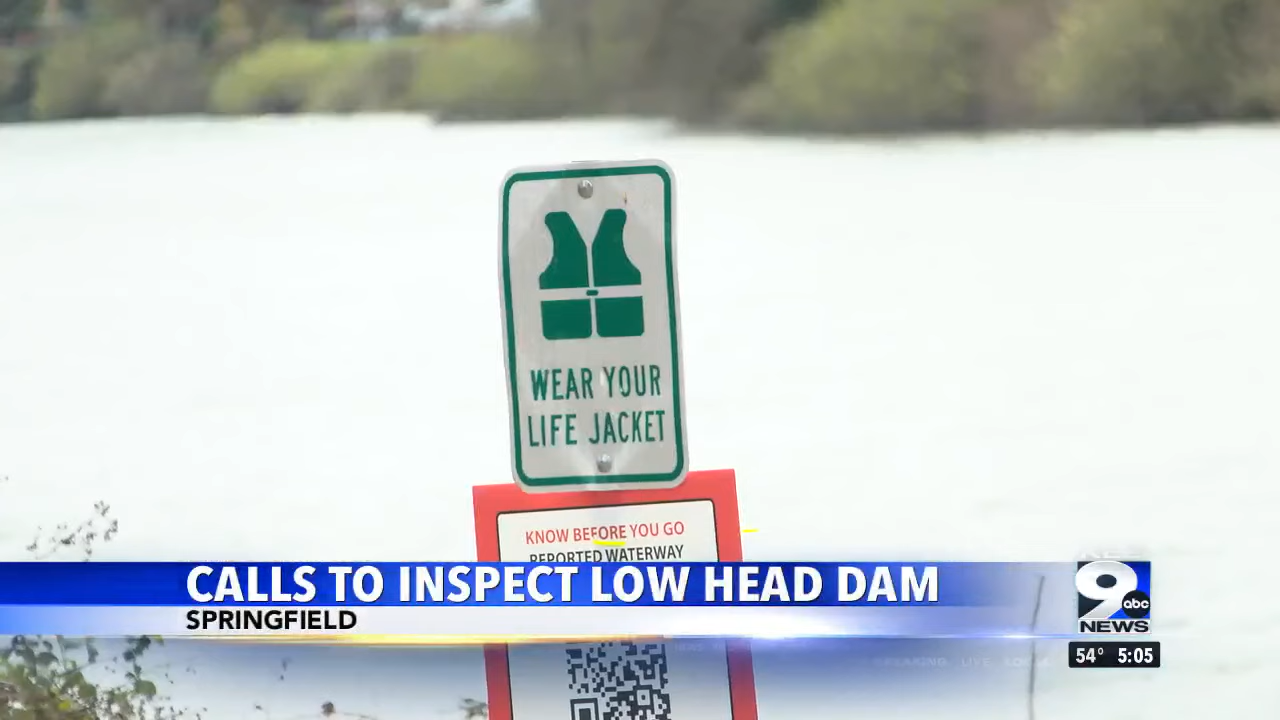 WEAR YOUR
LIFE JACKET
KNOW BEFORE YOU GO
REPORTED WATERWAY
CALLS TO INSPECT LOW HEAD DAM
SPRINGFIELD
9
abc
NEWS
54° 5:05